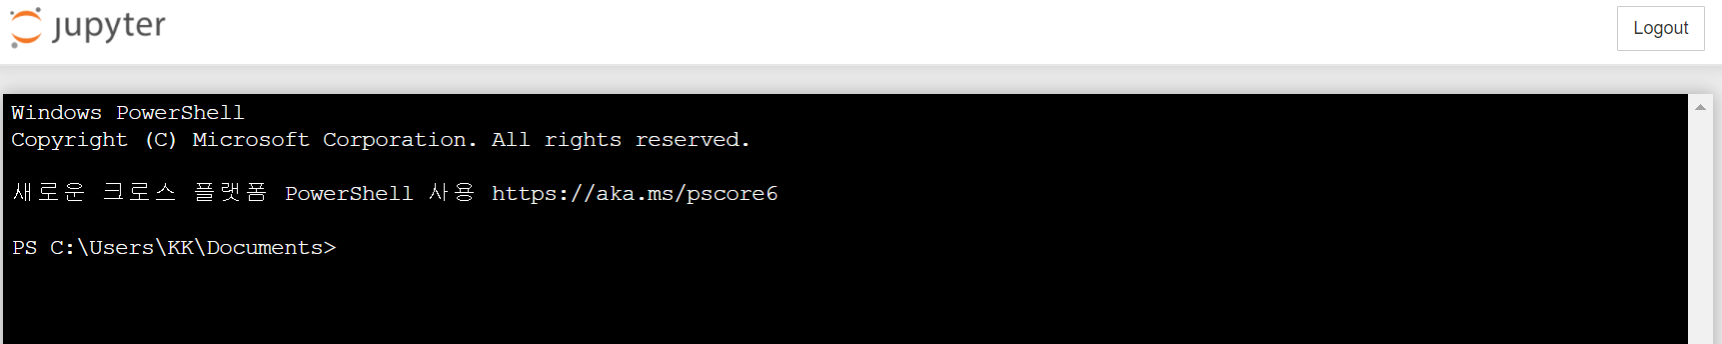 jupyter
Logout
Windows PowerShell
Copyright (C) Microsoft Corporation. All rights reserved.
새로운 크로스 플랫폼 PowerShell 사용 https://aka.ms/pscore6
PS C:\Users\KK\Documents>